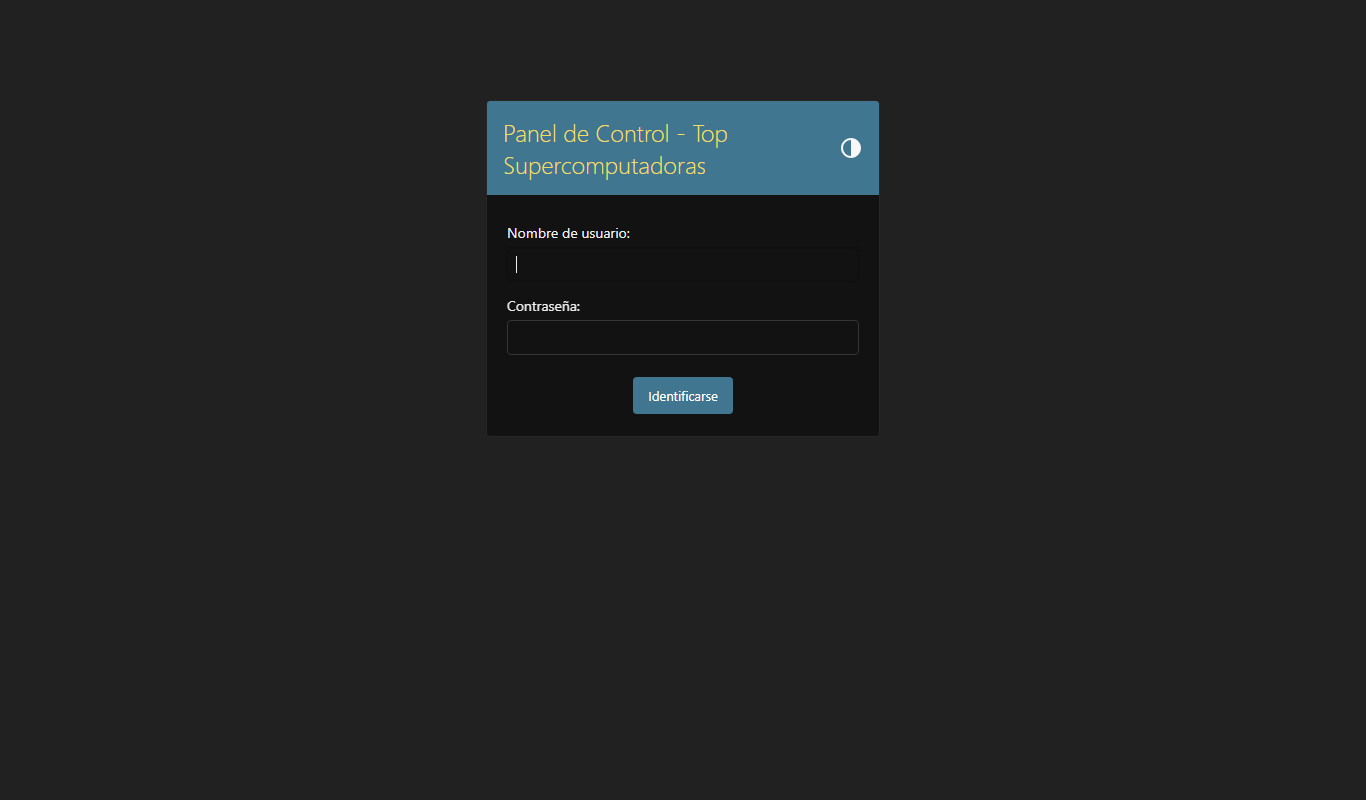 Panel de Control - Top
Supercomputadoras
Nombre de usuario:
Contraseña:
Identificarse